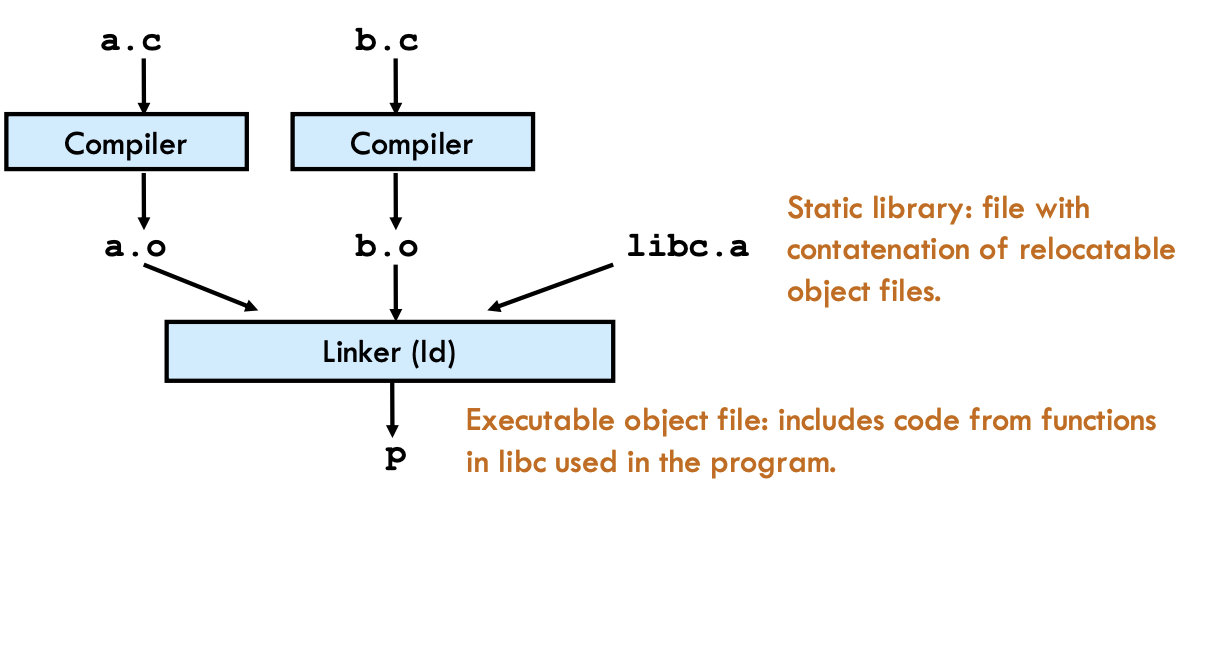 a.c
b.c
Compiler
Compiler
a.o
b.o
libc.a
Static library: file with
contatenation of relocatable
object files.
Linker (ld)
Executable object file: includes code from functions
in libc used in the program.
p